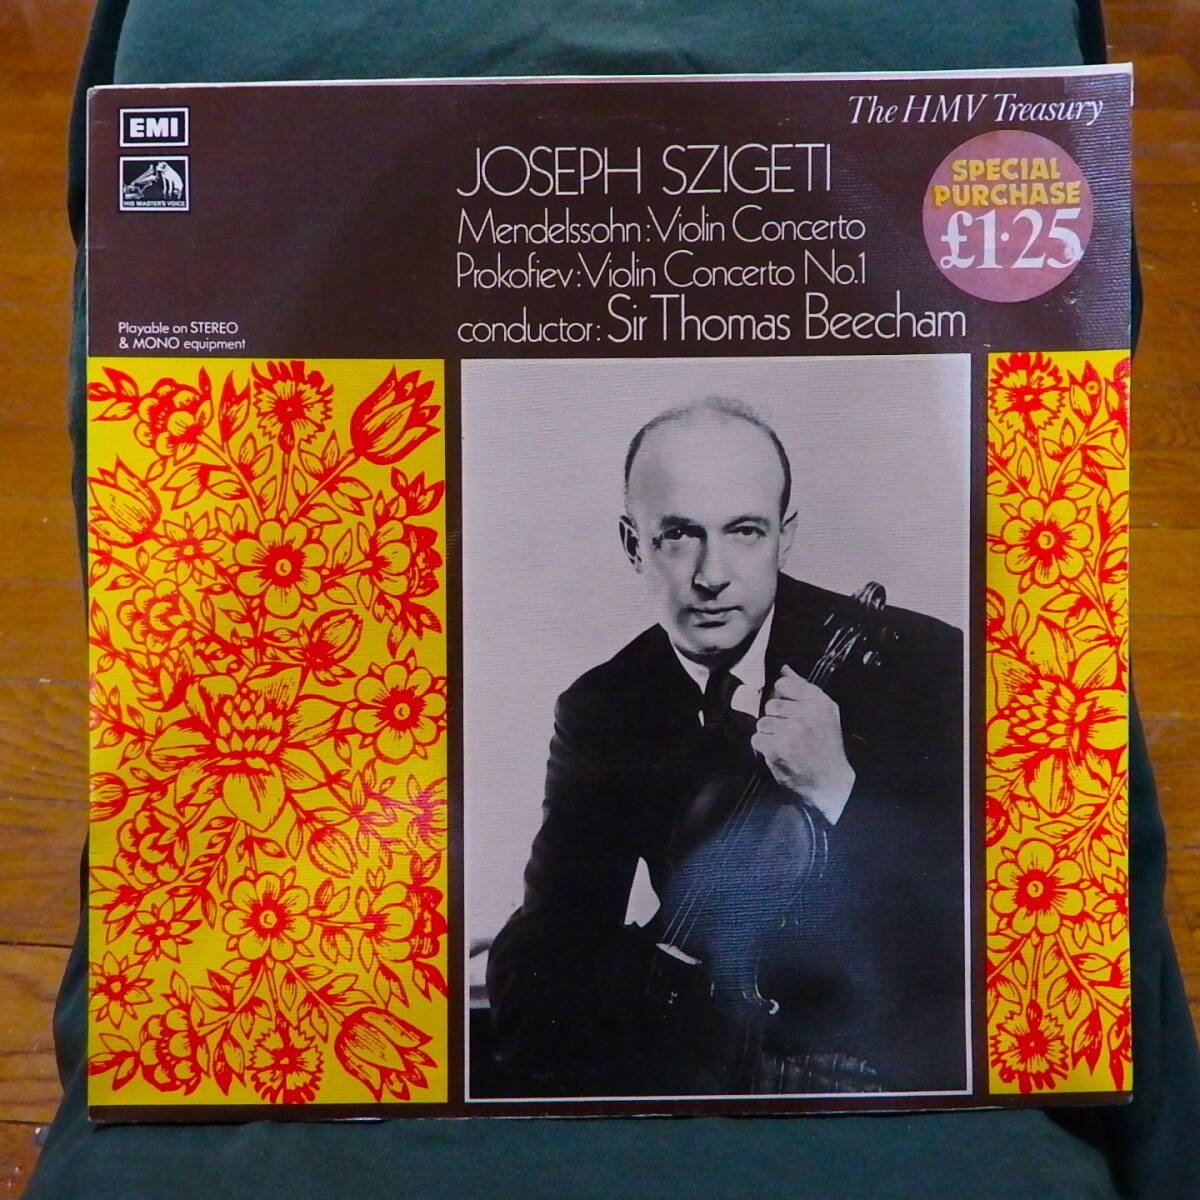 EMI
HIS MASTER'S VOICE
The HMV Treasury
JOSEPH SZIGETI
Mendelssohn: Violin Concerto
Prokofiev: Violin Concerto No.1
conductor: Sir Thomas Beecham
SPECIAL
PURCHASE
£1·25
Playable on STEREO
& MONO equipment